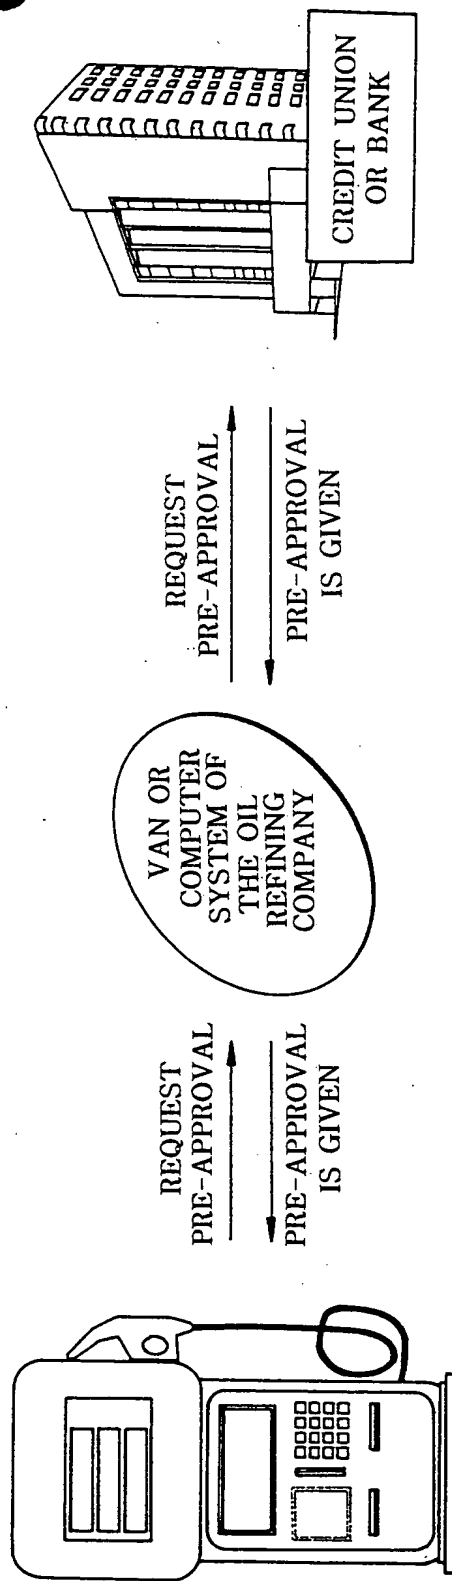 REQUEST
PRE-APPROVAL
PRE-APPROVAL
IS GIVEN
VAN OR
COMPUTER
SYSTEM OF
THE OIL
REFINING
COMPANY
REQUEST
PRE-APPROVAL
PRE-APPROVAL
IS GIVEN
CREDIT UNION
OR BANK